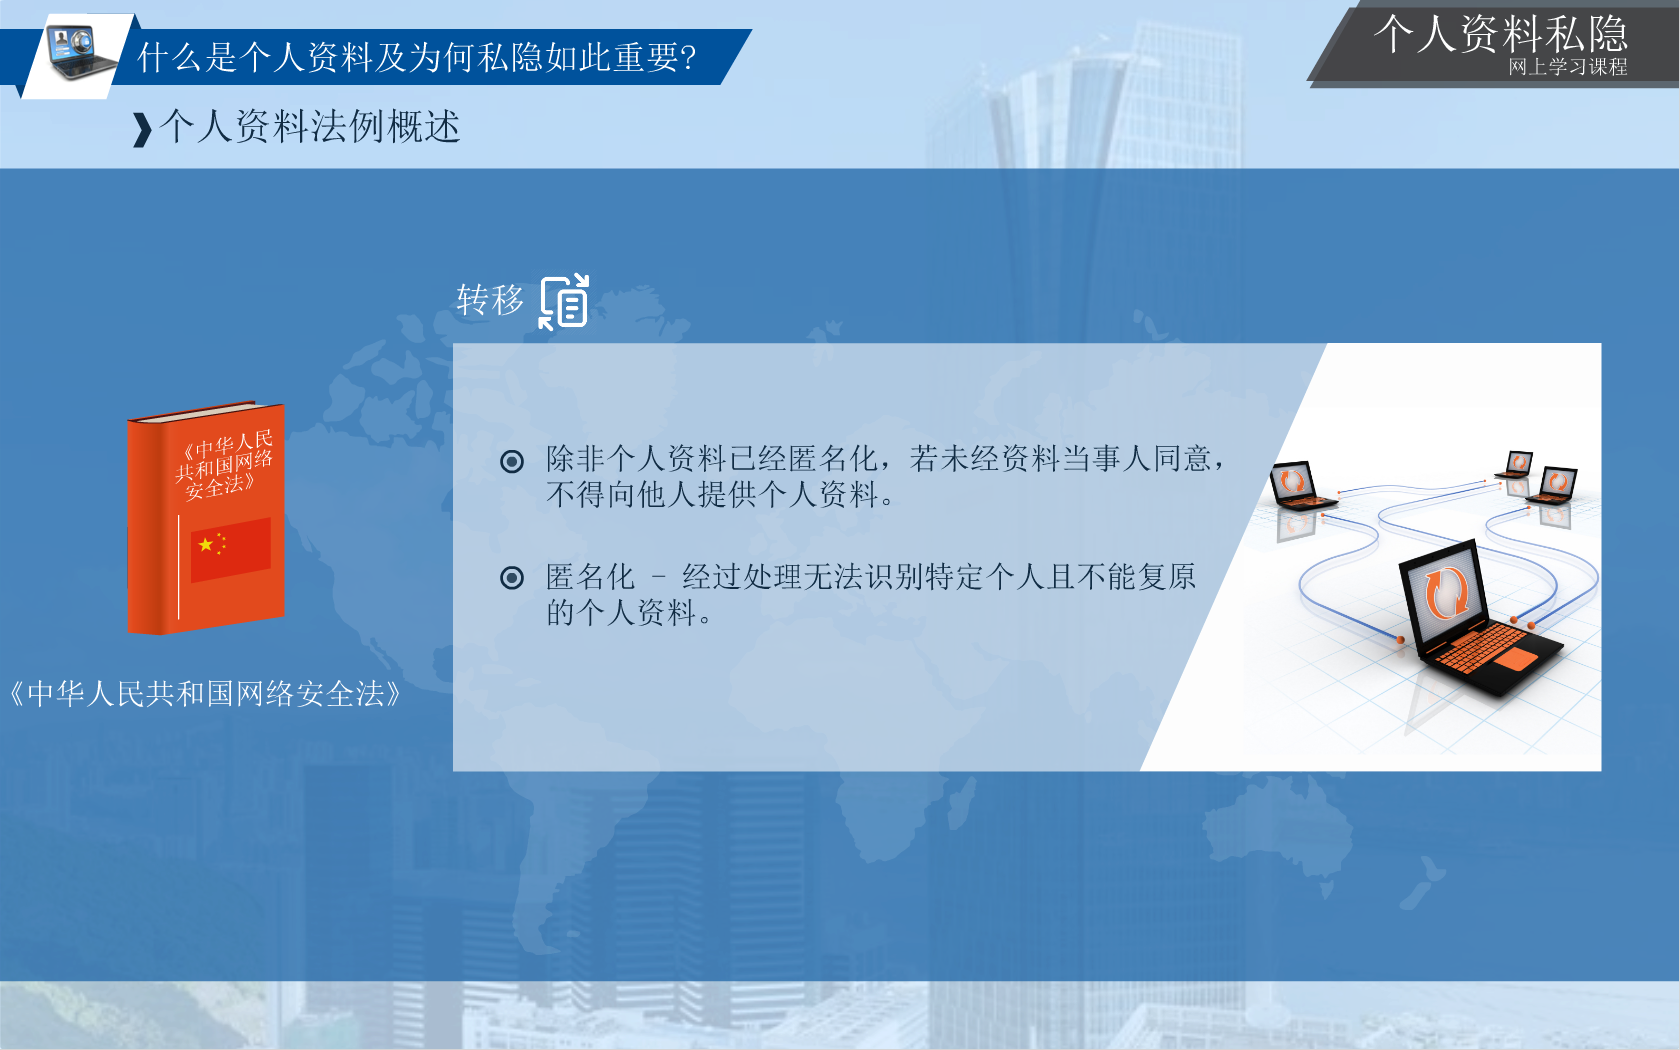 什么是个人资料及为何私隐如此重要?
个人资料私隐
网上学习课程
个人资料法例概述
转移
《中华人民
共和国网络
安全法》
除非个人资料已经匿名化，若未经资料当事人同意，
不得向他人提供个人资料。
匿名化 – 经过处理无法识别特定个人且不能复原
的个人资料。
《中华人民共和国网络安全法》